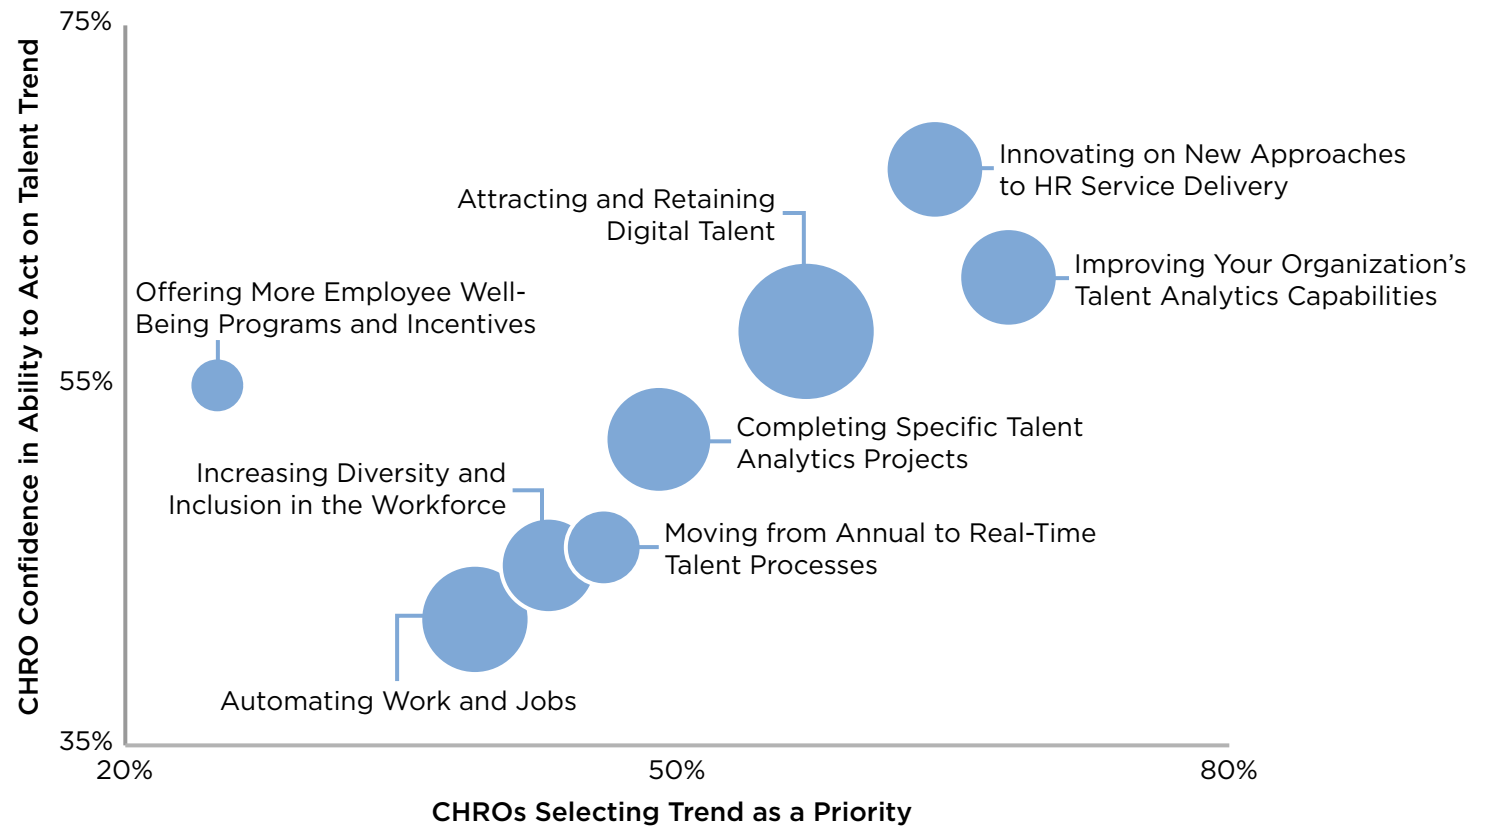 75%
CHRO Confidence in Ability to Act on Talent Trend
Innovating on New Approaches
to HR Service Delivery
Attracting and Retaining
Digital Talent
Improving Your Organization’s
Talent Analytics Capabilities
Offering More Employee Well-
Being Programs and Incentives
55%
Completing Specific Talent
Analytics Projects
Increasing Diversity and
Inclusion in the Workforce
Moving from Annual to Real-Time
Talent Processes
Automating Work and Jobs
35%
20%
50%
80%
CHROs Selecting Trend as a Priority